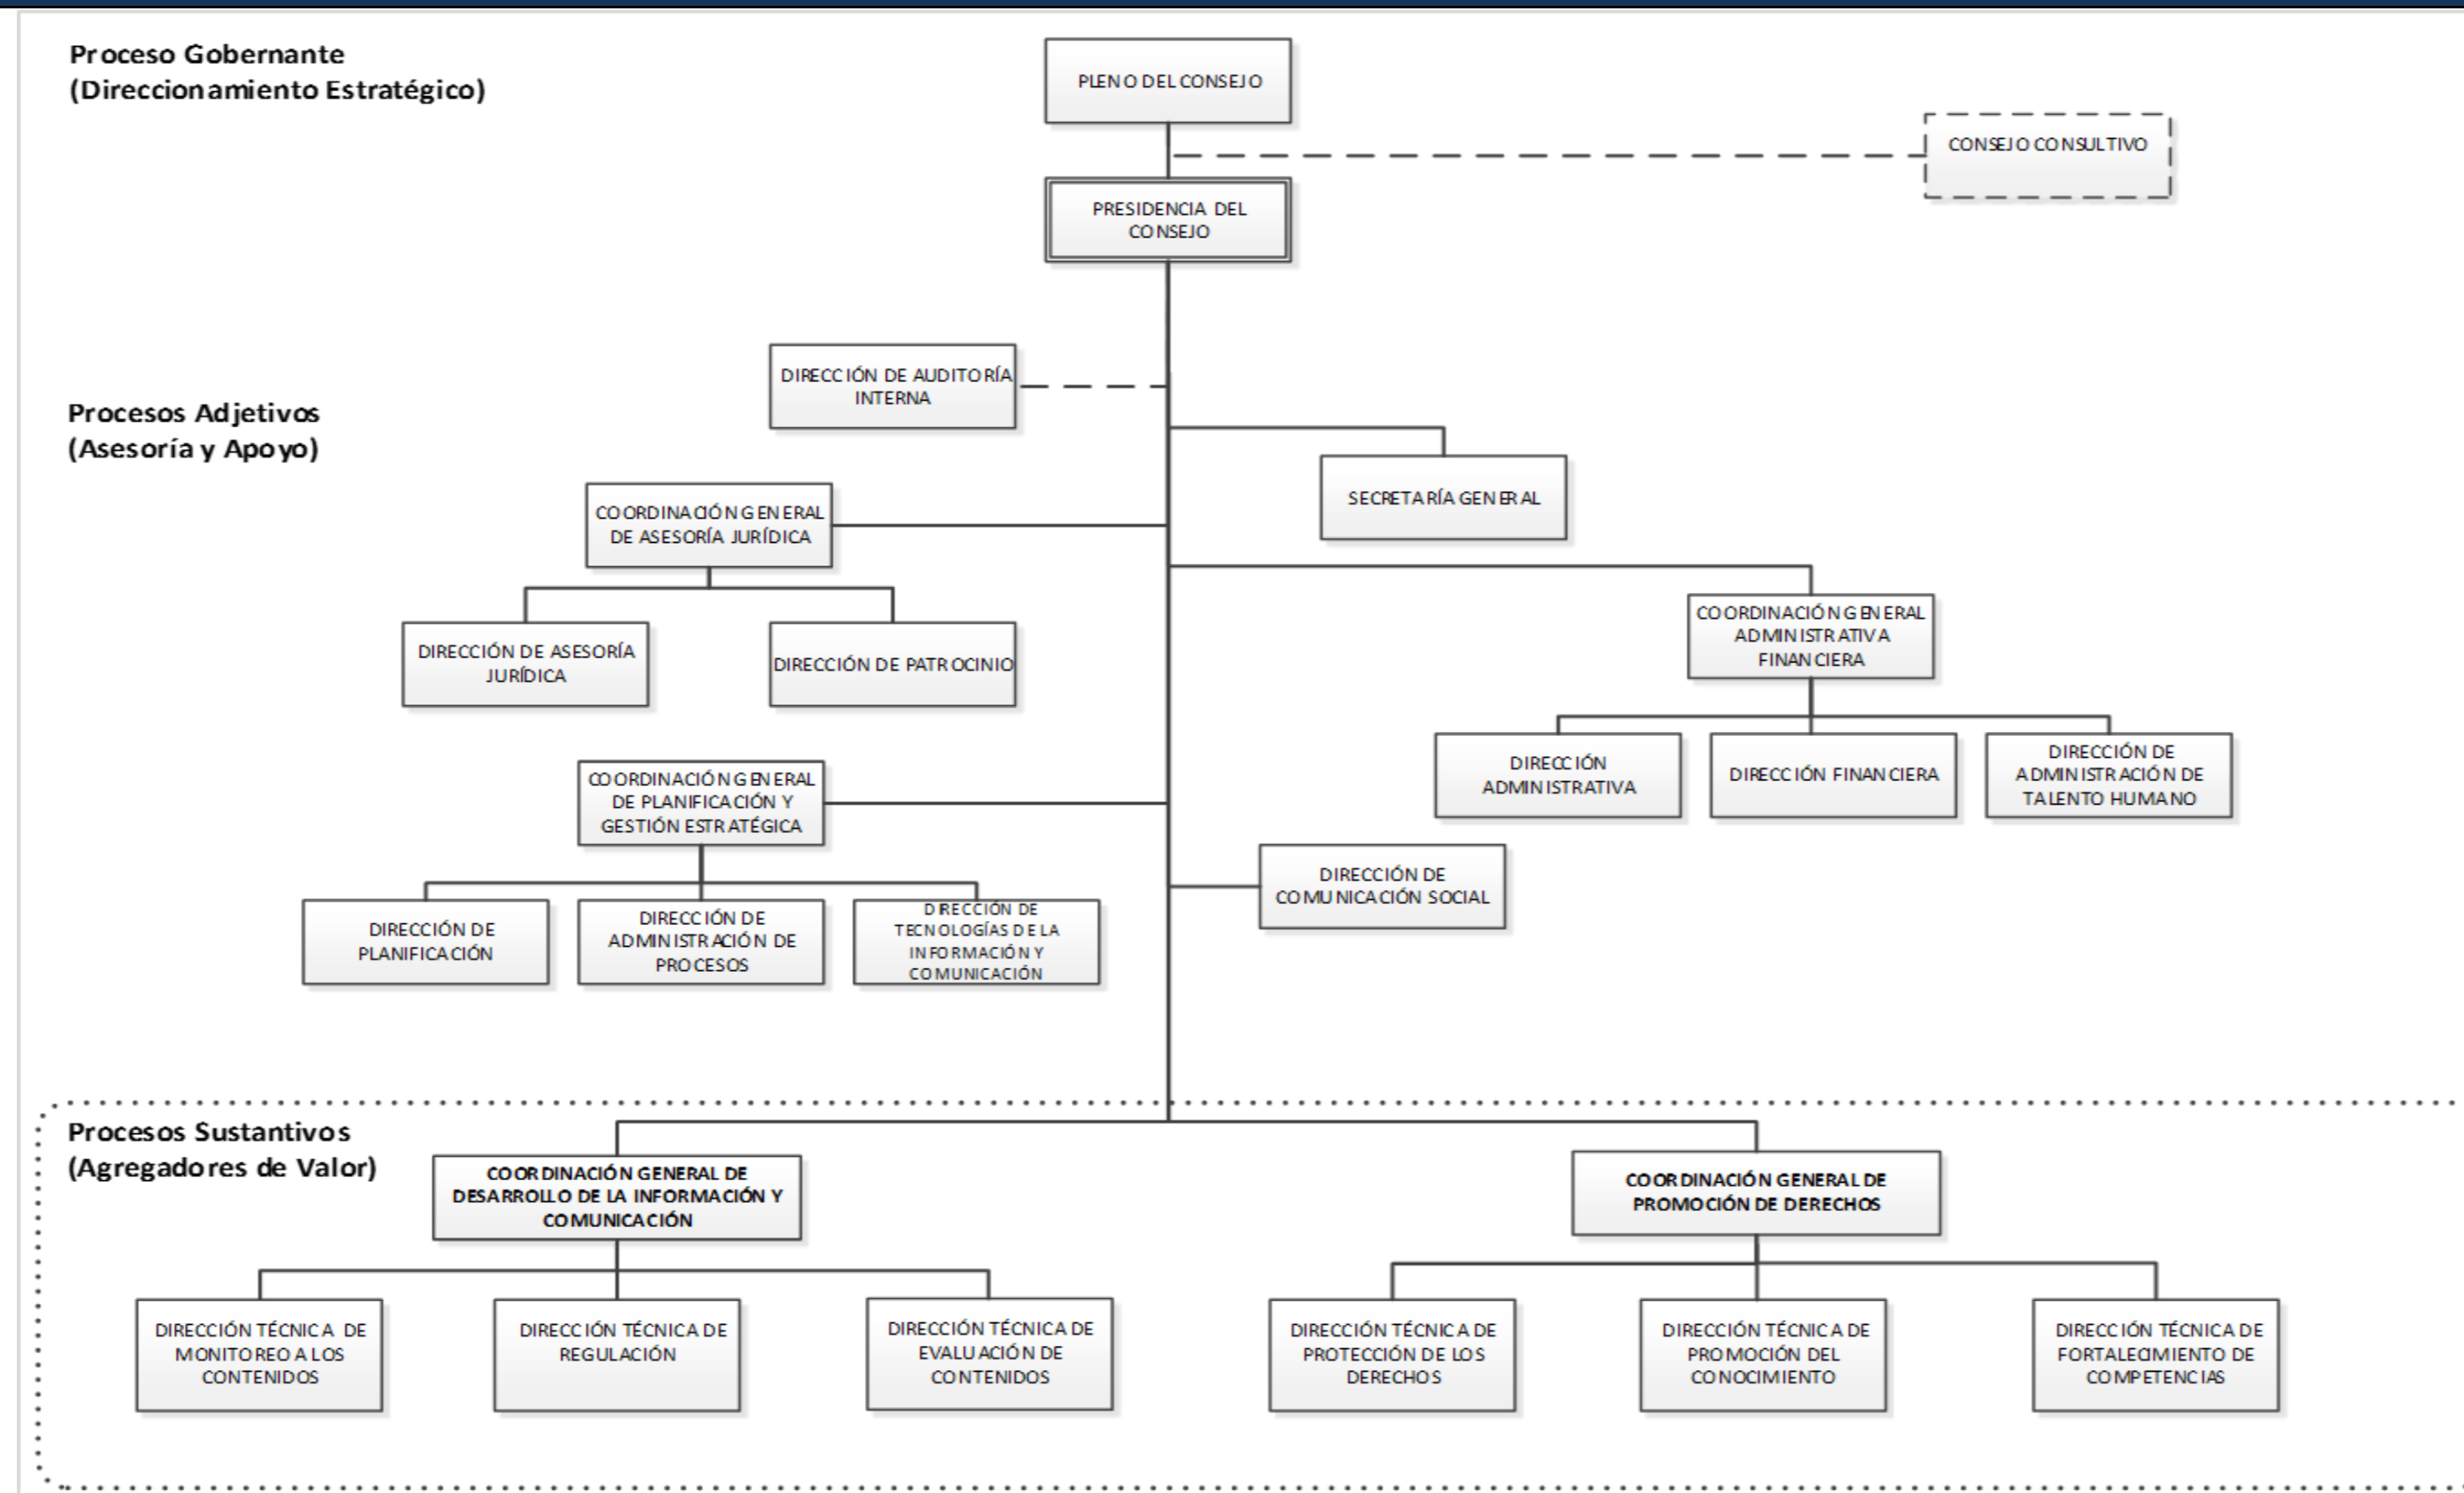 Proceso Gobernante
(Direccionamiento Estratégico)
PLENO DEL CONSEJO
CONSEJO CONSULTIVO
PRESIDENCIA DEL
CONSEJO
DIRECCIÓN DE AUDITORÍA
INTERNA
Procesos Adjetivos
(Asesoría y Apoyo)
SECRETARÍA GENERAL
COORDINACIÓN GENERAL
DE ASESORÍA JURÍDICA
DIRECCIÓN DE ASESORÍA
JURÍDICA
DIRECCIÓN DE PATROCINIO
COORDINACIÓN GENERAL
ADMINISTRATIVA
FINANCIERA
DIRECCIÓN
ADMINISTRATIVA
DIRECCIÓN FINANCIERA
DIRECCIÓN DE
ADMINISTRACIÓN DE
TALENTO HUMANO
COORDINACIÓN GENERAL
DE PLANIFICACIÓN Y
GESTIÓN ESTRATÉGICA
DIRECCIÓN DE
COMUNICACIÓN SOCIAL
DIRECCIÓN DE
PLANIFICACIÓN
DIRECCIÓN DE
ADMINISTRACIÓN DE
PROCESOS
DIRECCIÓN DE
TECNOLOGÍAS DE LA
INFORMACIÓN Y
COMUNICACIÓN
Procesos Sustantivos
(Agregadores de Valor)
COORDINACIÓN GENERAL DE
DESARROLLO DE LA INFORMACIÓN Y
COMUNICACIÓN
COORDINACIÓN GENERAL DE
PROMOCIÓN DE DERECHOS
DIRECCIÓN TÉCNICA DE
MONITOREO A LOS
CONTENIDOS
DIRECCIÓN TÉCNICA DE
REGULACIÓN
DIRECCIÓN TÉCNICA DE
EVALUACIÓN DE
CONTENIDOS
DIRECCIÓN TÉCNICA DE
PROTECCIÓN DE LOS
DERECHOS
DIRECCIÓN TÉCNICA DE
PROMOCIÓN DEL
CONOCIMIENTO
DIRECCIÓN TÉCNICA DE
FORTALECIMIENTO DE
COMPETENCIAS